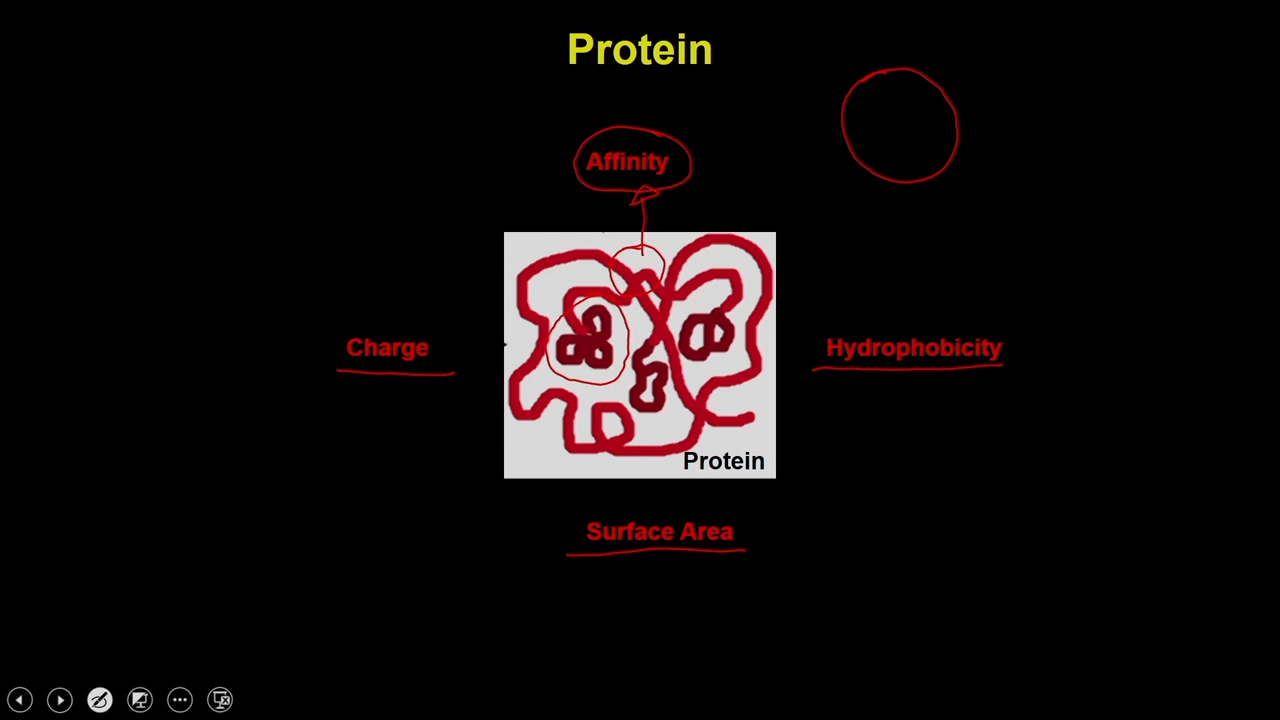 Protein
Affinity
Charge
Hydrophobicity
Protein
Surface Area